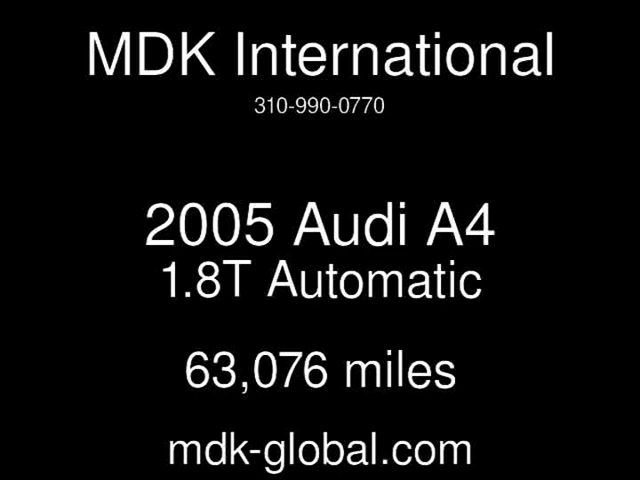 MDK International
310-990-0770
2005 Audi A4
1.8T Automatic
63,076 miles
mdk-global.com